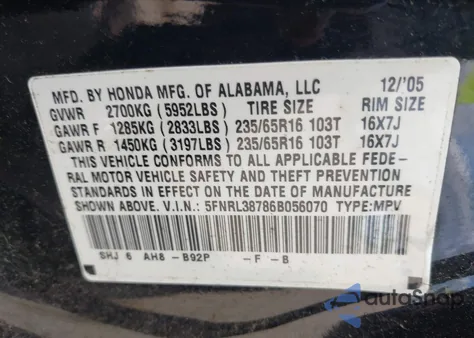 MFD. BY HONDA MFG. OF ALABAMA, LLC 12/'05
GVWR 2700KG (5952LBS) TIRE SIZE RIM SIZE
GAWR F 1285KG (2833LBS) 235/65R16 103T 16X7J
GAWR R 1450KG (3197LBS) 235/65R16 103T 16X7J
THIS VEHICLE CONFORMS TO ALL APPLICABLE FEDE-
RAL MOTOR VEHICLE SAFETY AND THEFT PREVENTION
STANDARDS IN EFFECT ON THE DATE OF MANUFACTURE
SHOWN ABOVE. V.I.N.: 5FNRL38786B056070 TYPE:MPV
SHJ 6 AH8 -B92P -F -B
autoSnap